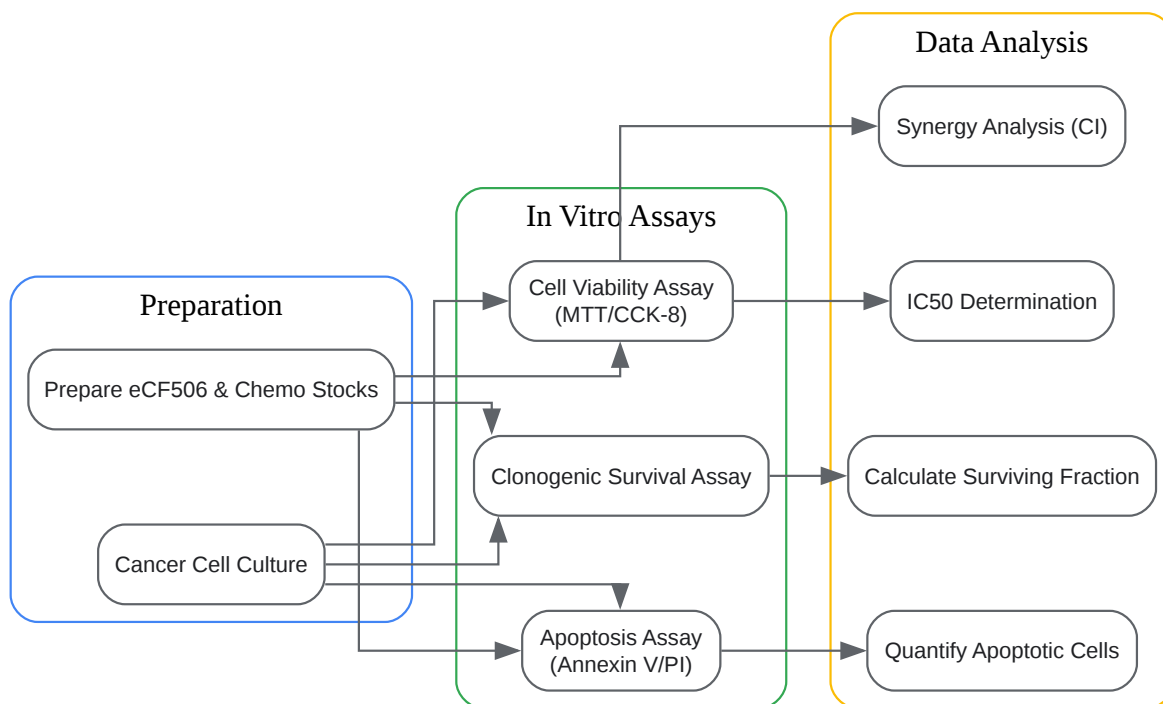 Preparation
Prepare eCF506 & Chemo Stocks
Cancer Cell Culture
In Vitro Assays
Cell Viability Assay
(MTT/CCK-8)
Clonogenic Survival Assay
Apoptosis Assay
(Annexin V/PI)
Data Analysis
Synergy Analysis (CI)
IC50 Determination
Calculate Surviving Fraction
Quantify Apoptotic Cells